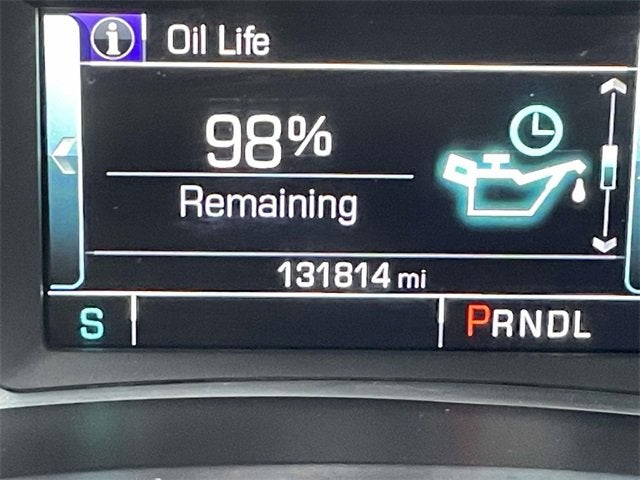 i Oil Life
98%
Remaining
131814 mi
S PRNDL